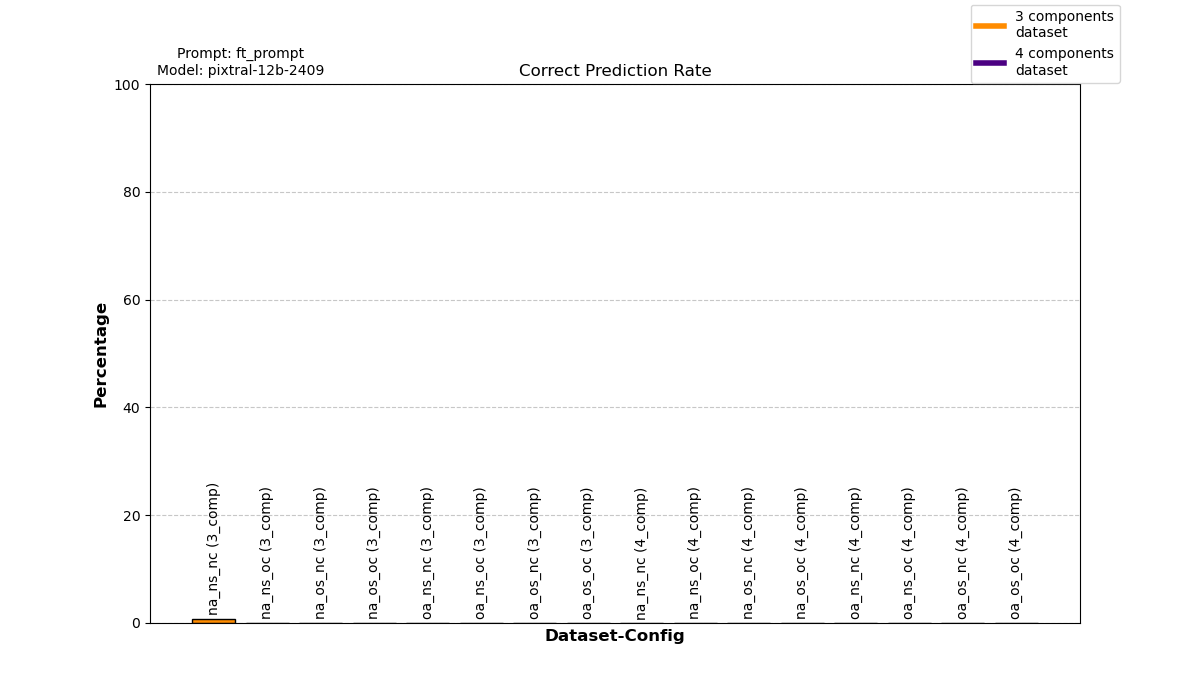 3 components
dataset
4 components
dataset
Prompt: ft_prompt
Model: pixtral-12b-2409
Correct Prediction Rate
100
80
60
40
20
0
Percentage
na_ns_nc (3_comp)
na_ns_oc (3_comp)
na_os_nc (3_comp)
na_os_oc (3_comp)
oa_ns_nc (3_comp)
oa_ns_oc (3_comp)
oa_os_nc (3_comp)
oa_os_oc (3_comp)
na_ns_nc (4_comp)
na_ns_oc (4_comp)
na_os_nc (4_comp)
na_os_oc (4_comp)
oa_ns_nc (4_comp)
oa_ns_oc (4_comp)
oa_os_nc (4_comp)
oa_os_oc (4_comp)
Dataset-Config